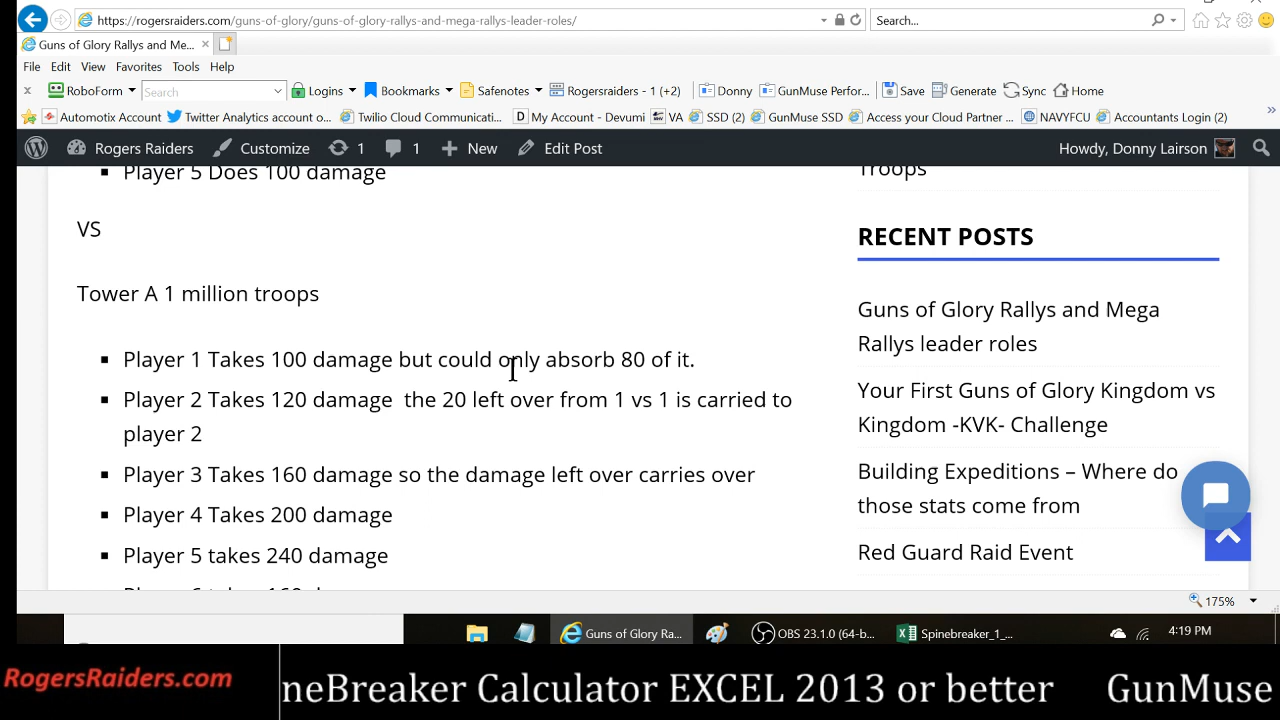 https://rogersraiders.com/guns-of-glory/guns-of-glory-rallys-and-mega-rallys-leader-roles/
Search...
Guns of Glory Rallys and Me...
File Edit View Favorites Tools Help
RoboForm Search Logins Bookmarks Safenotes Rogersraiders - 1 (+2) Donny GunMuse Perfor... Save Generate Sync Home
Automotix Account Twitter Analytics account o... Twilio Cloud Communicati... My Account - Devumi VA SSD (2) GunMuse SSD Access your Cloud Partner ... NAVYFCU Accountants Login (2)
Rogers Raiders Customize 1 1 New Edit Post Howdy, Donny Lairson
Player 5 Does 100 damage
VS
Tower A 1 million troops
Player 1 Takes 100 damage but could only absorb 80 of it.
Player 2 Takes 120 damage the 20 left over from 1 vs 1 is carried to
player 2
Player 3 Takes 160 damage so the damage left over carries over
Player 4 Takes 200 damage
Player 5 takes 240 damage
Troops
RECENT POSTS
Guns of Glory Rallys and Mega
Rallys leader roles
Your First Guns of Glory Kingdom vs
Kingdom -KVK- Challenge
Building Expeditions – Where do
those stats come from
Red Guard Raid Event
175%
Guns of Glory Ra... OBS 23.1.0 (64-b... Spinebreaker_1_... 4:19 PM
RogersRaiders.com
neBreaker Calculator EXCEL 2013 or better GunMuse